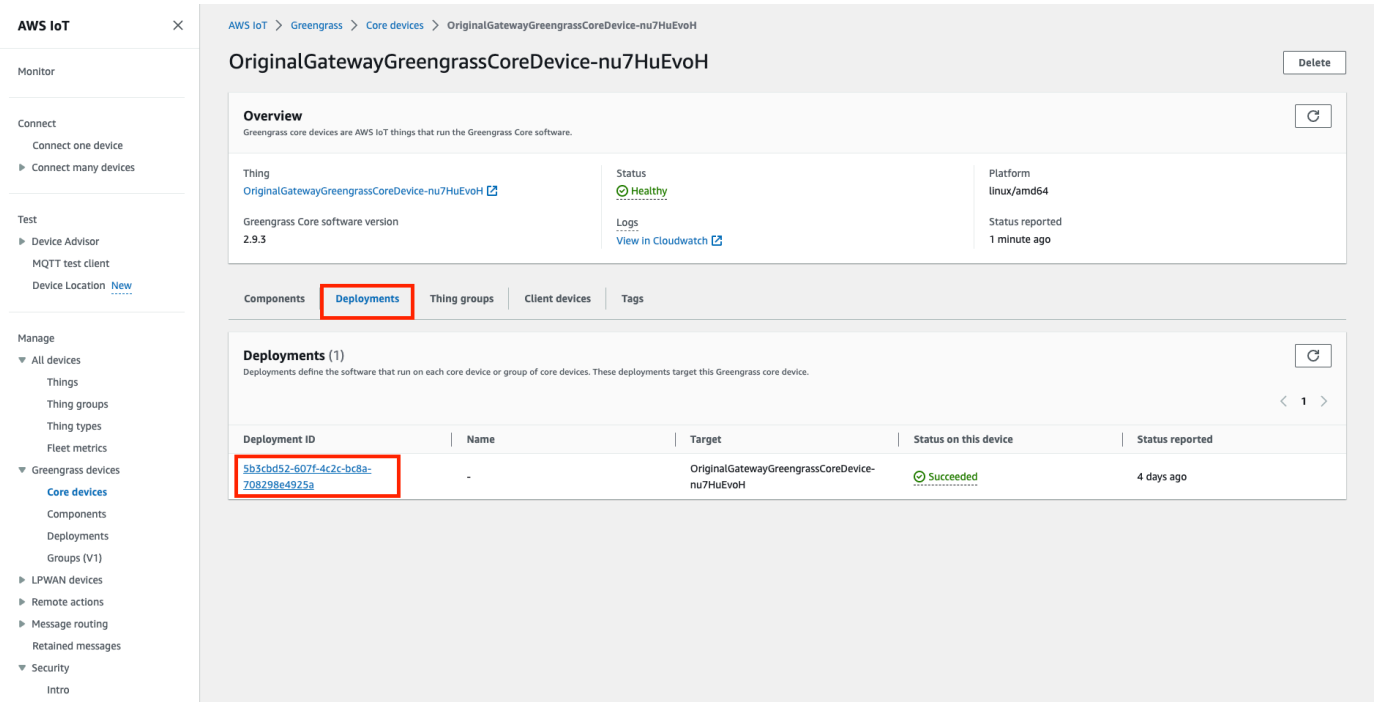 AWS IoT
Monitor
Connect
Connect one device
Connect many devices
Test
Device Advisor
MQTT test client
Device Location New
Manage
All devices
Things
Thing groups
Thing types
Fleet metrics
Greengrass devices
Core devices
Components
Deployments
Groups (V1)
LPWAN devices
Remote actions
Message routing
Retained messages
Security
Intro
AWS IoT > Greengrass > Core devices > OriginalGatewayGreengrassCoreDevice-nu7HuEvoH
OriginalGatewayGreengrassCoreDevice-nu7HuEvoH
Delete
Overview
Greengrass core devices are AWS IoT things that run the Greengrass Core software.
Thing
OriginalGatewayGreengrassCoreDevice-nu7HuEvoH
Greengrass Core software version
2.9.3
Status
Healthy
Logs
View in Cloudwatch
Platform
linux/amd64
Status reported
1 minute ago
Components Deployments Thing groups Client devices Tags
Deployments (1)
Deployments define the software that run on each core device or group of core devices. These deployments target this Greengrass core device.
< 1 >
Deployment ID Name Target Status on this device Status reported
5b3cbd52-607f-4c2c-bc8a-
708298e4925a
-
OriginalGatewayGreengrassCoreDevice-
nu7HuEvoH
Succeeded
4 days ago